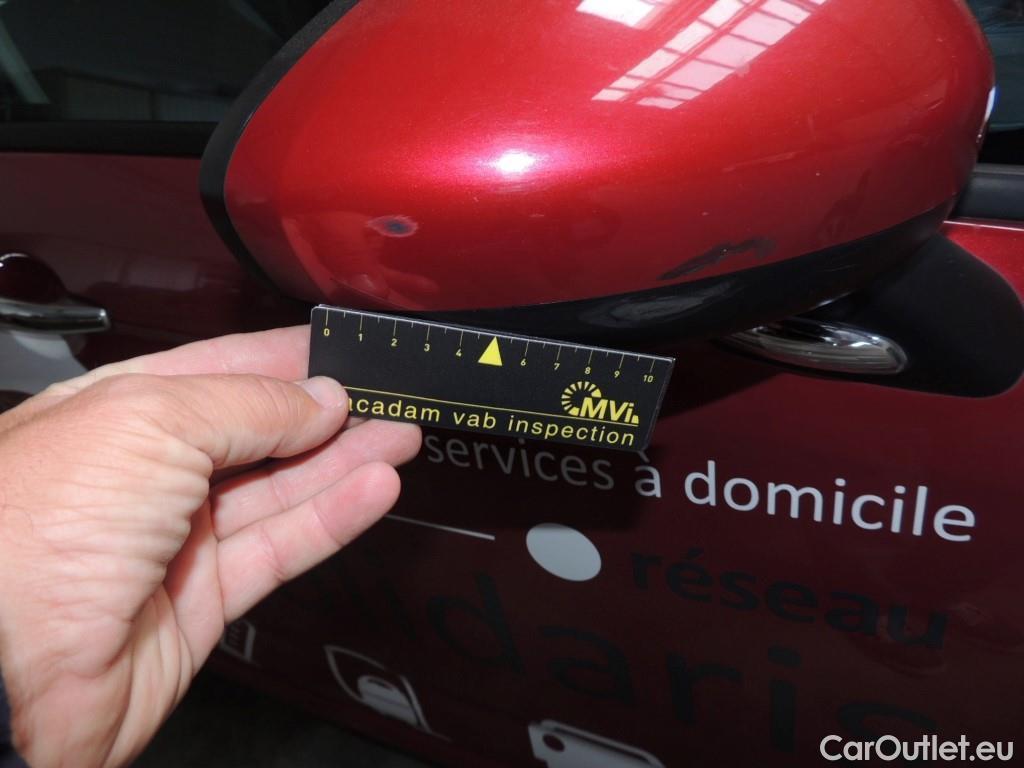 0 1 2 3 4 6 7 8 9 10
MVi
acadam vab inspection
services à domicile
réseau
CarOutlet.eu